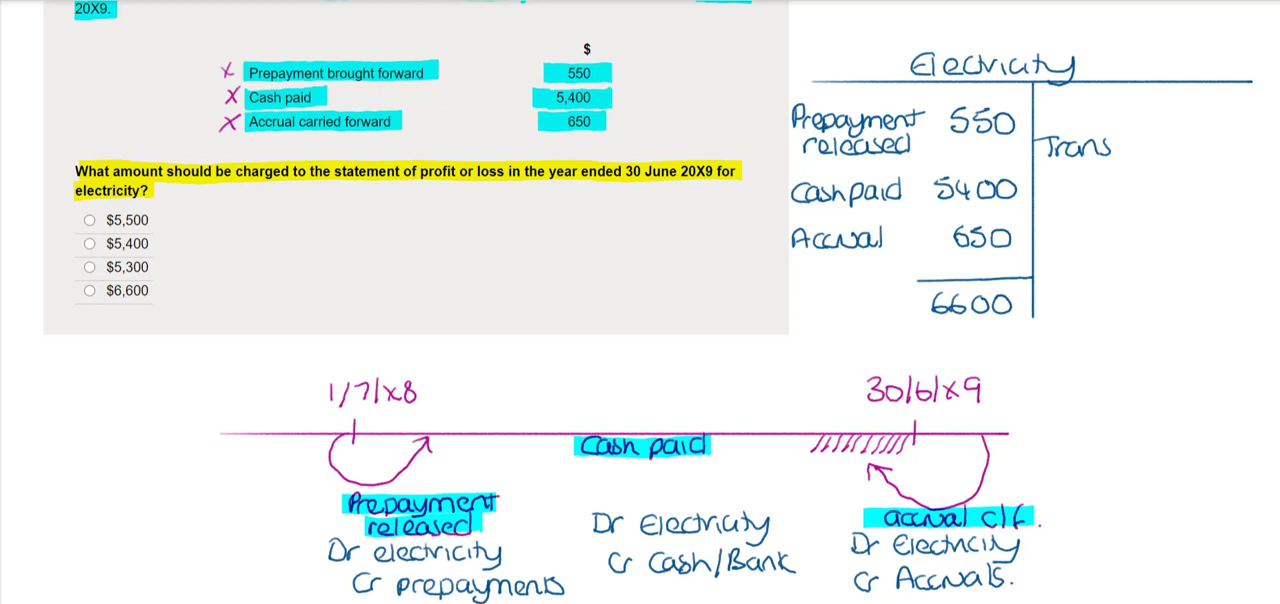 20X9.
$
Prepayment brought forward 550
Cash paid 5,400
Accrual carried forward 650
What amount should be charged to the statement of profit or loss in the year ended 30 June 20X9 for
electricity?
$5,500
$5,400
$5,300
$6,600
Electricity
Prepayment 550
released
Trans
Cash paid 5400
Accrual 650
6600
1/7/x8
30/6/x9
Cash paid
Prepayment
released
Dr electricity
Cr prepayments
Dr Electricity
Cr Cash/Bank
accrual c/f.
Dr Electricity
Cr Accruals.